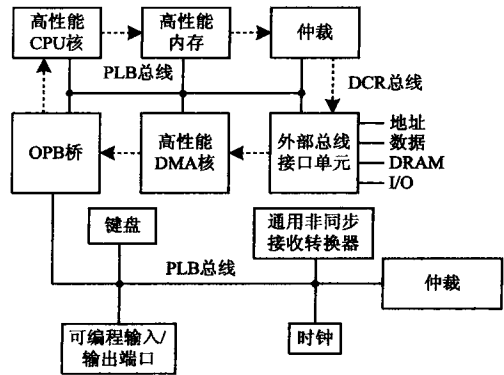 高性能
CPU核
高性能
内存
仲裁
PLB总线
DCR总线
OPB桥
高性能
DMA核
外部总线
接口单元
地址
数据
DRAM
I/O
键盘
通用非同步
接收转换器
PLB总线
仲裁
可编程输入/
输出端口
时钟